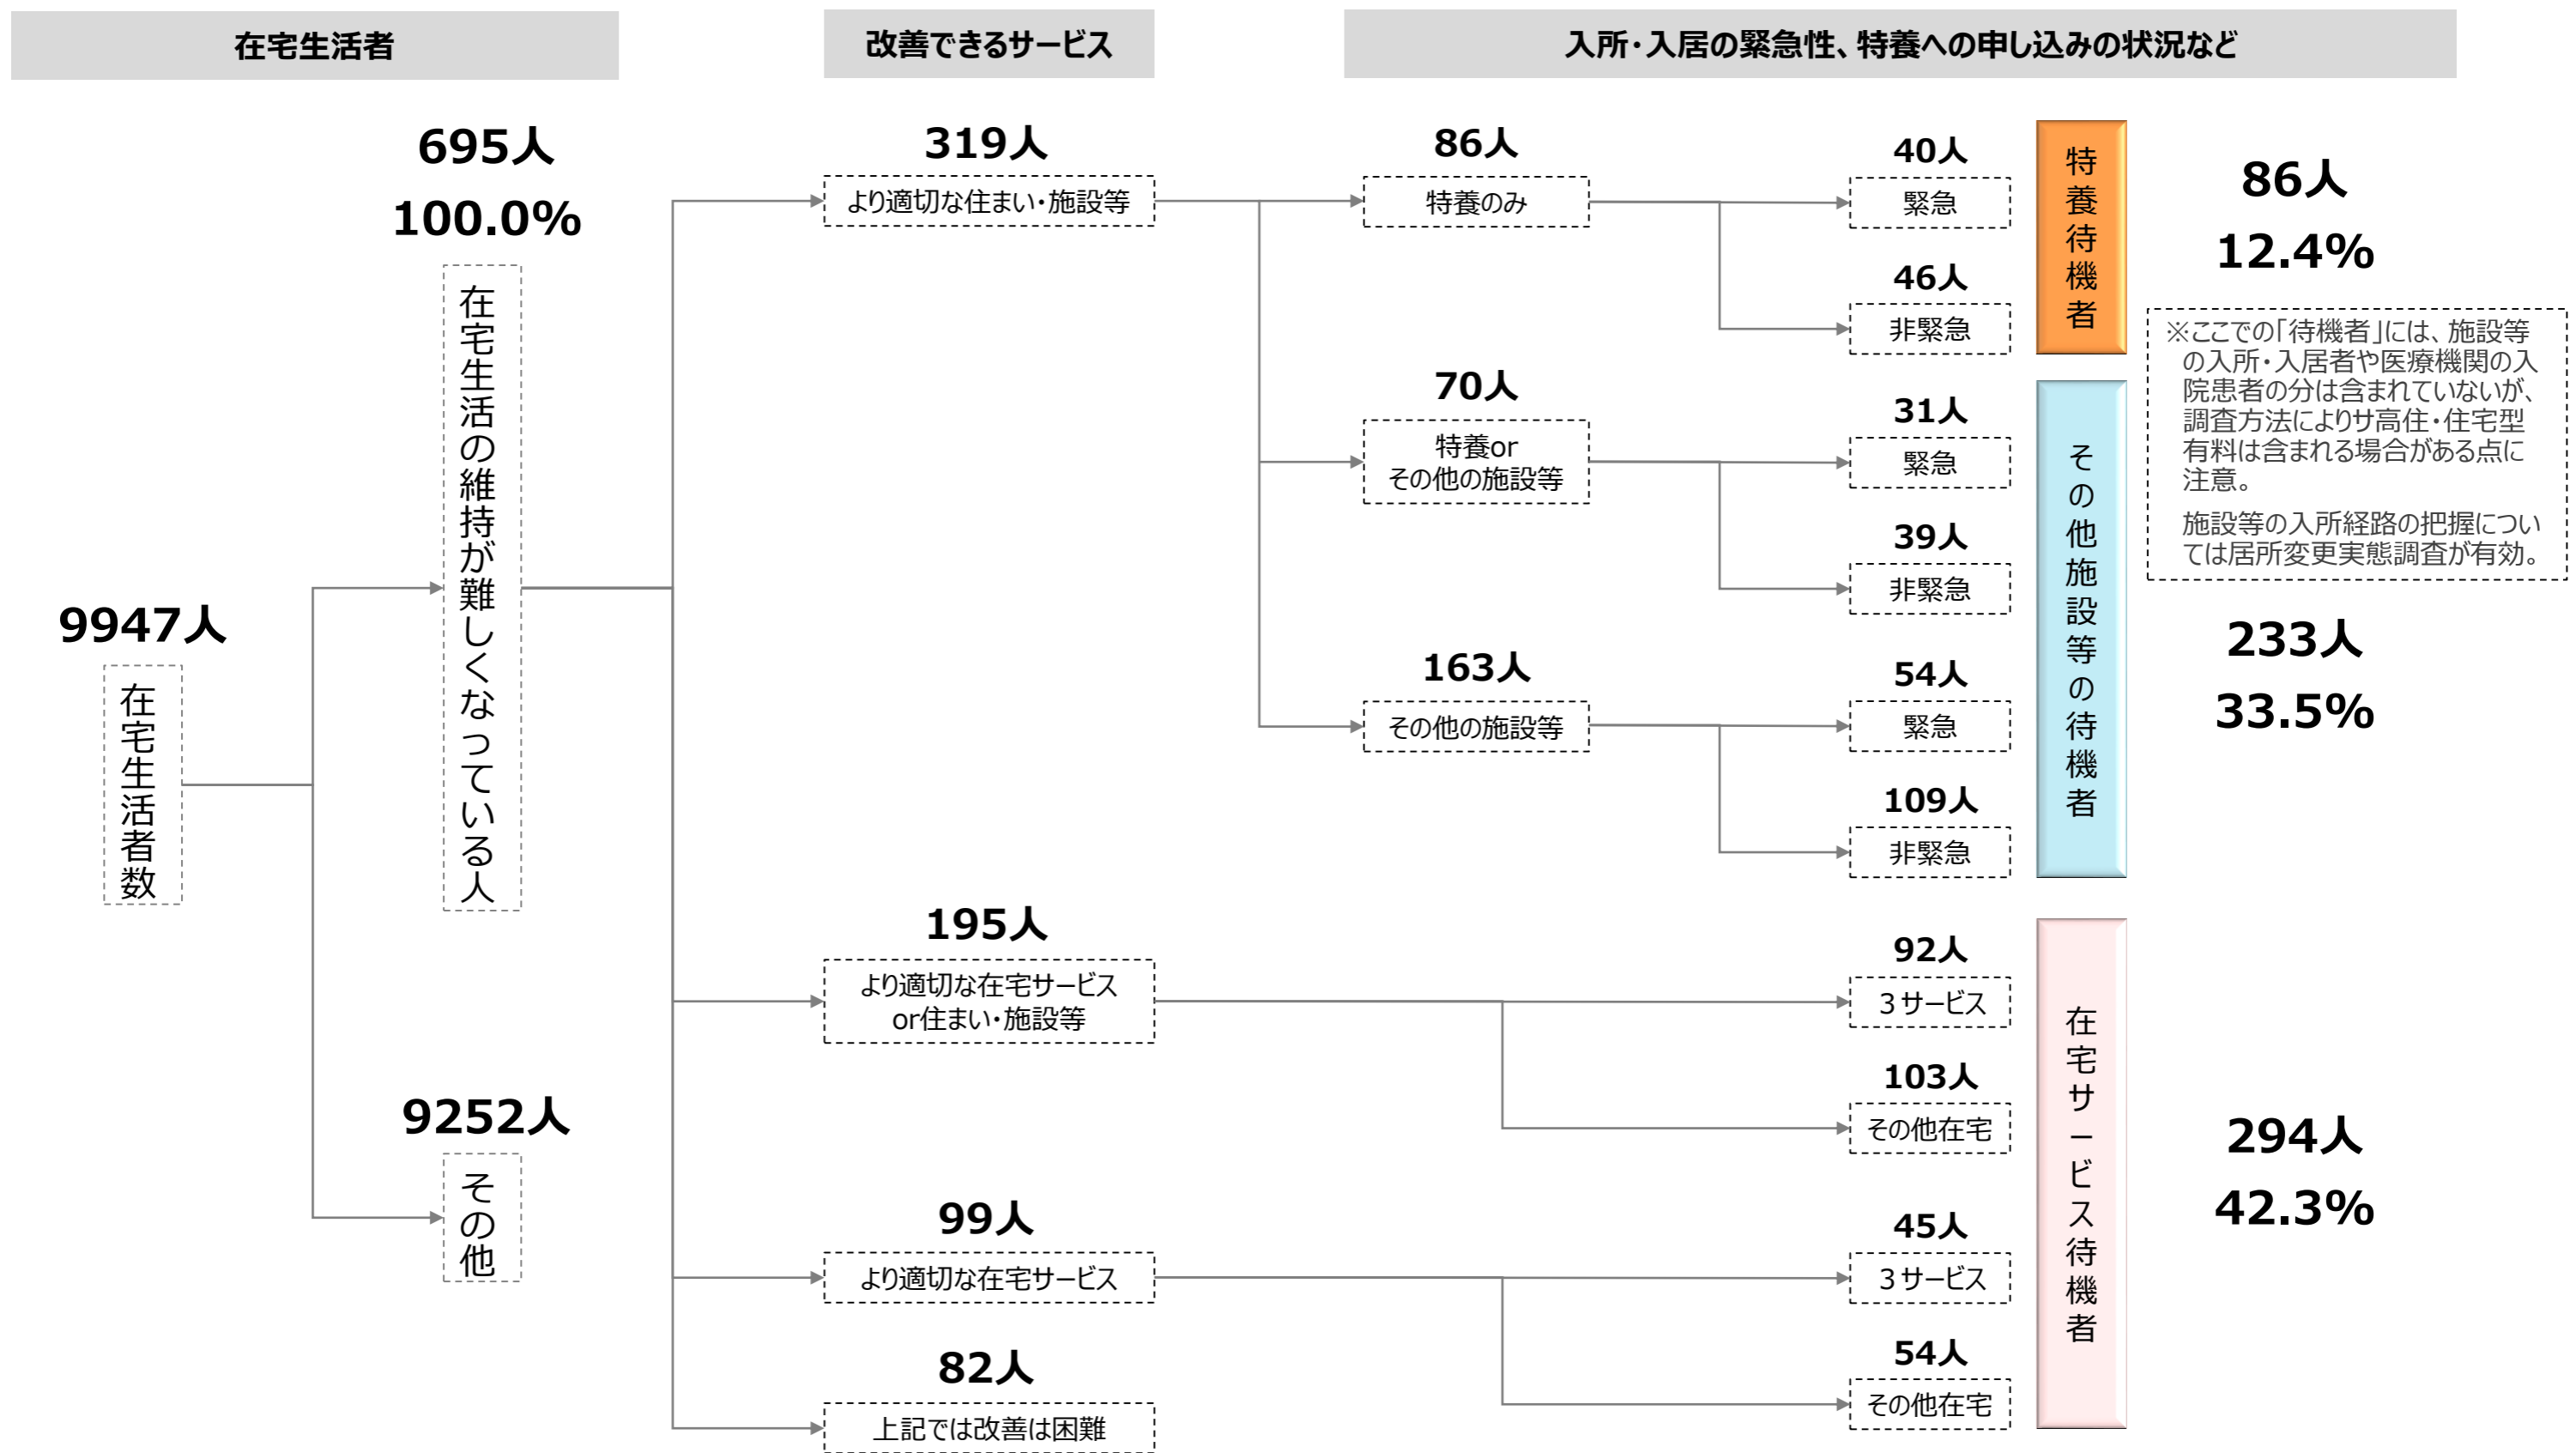 在宅生活者
改善できるサービス
入所・入居の緊急性、特養への申し込みの状況など
695人
100.0%
在宅生活の維持が難しくなっている人
9947人
在宅生活者数
9252人
その他
319人
より適切な住まい・施設等
86人
特養のみ
40人
緊急
46人
非緊急
70人
特養or
その他の施設等
31人
緊急
39人
非緊急
163人
その他の施設等
54人
緊急
109人
非緊急
195人
より適切な在宅サービス
or住まい・施設等
92人
3サービス
103人
その他在宅
99人
より適切な在宅サービス
45人
3サービス
54人
その他在宅
82人
上記では改善は困難
特養待機者
86人
12.4%
※ここでの「待機者」には、施設等
の入所・入居者や医療機関の入
院患者の分は含まれていないが、
調査方法によりサ高住・住宅型
有料は含まれる場合がある点に
注意。
施設等の入所経路の把握につい
ては居所変更実態調査が有効。
その他施設等の待機者
233人
33.5%
在宅サービス待機者
294人
42.3%